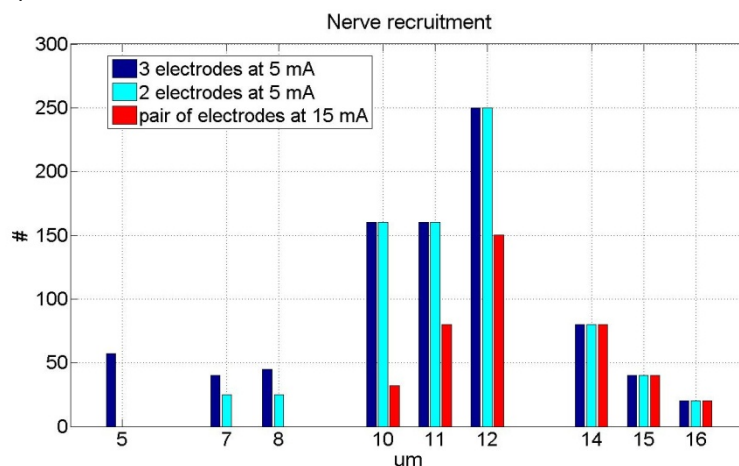 Nerve recruitment
300
250
200
150
100
50
0
#
3 electrodes at 5 mA
2 electrodes at 5 mA
pair of electrodes at 15 mA
5 7 8 10 11 12 14 15 16
um